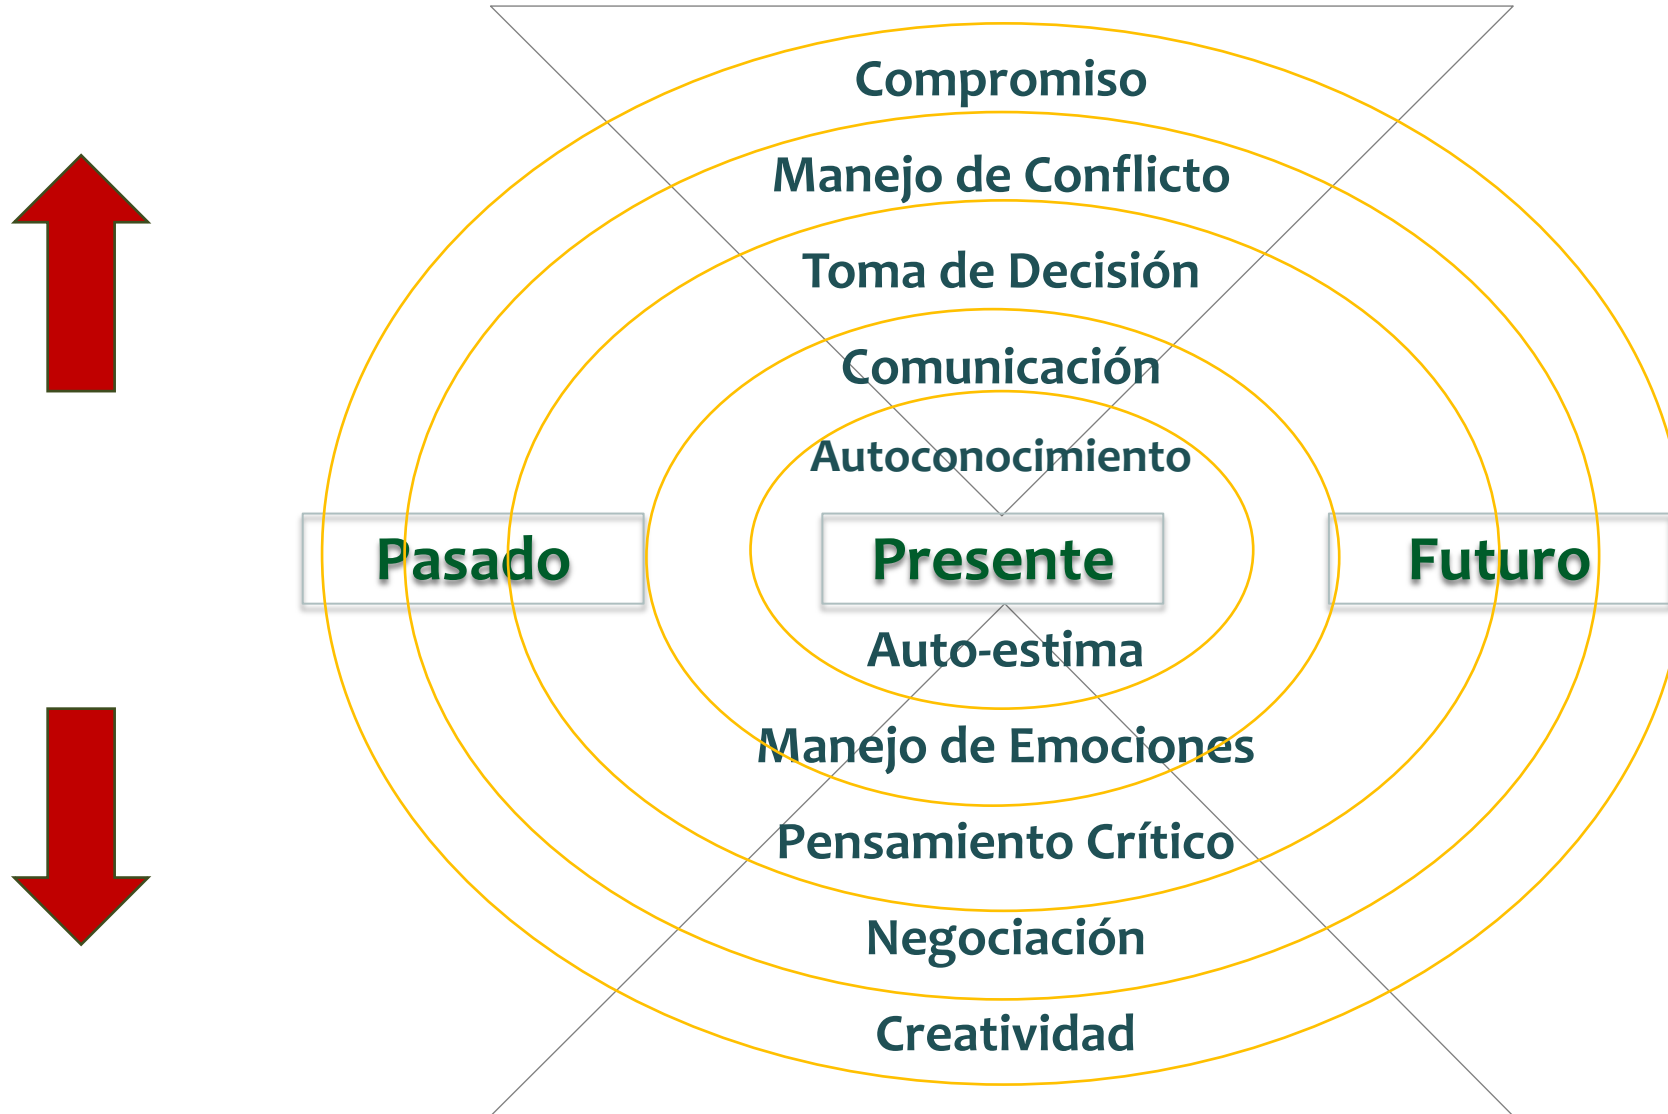 Compromiso
Manejo de Conflicto
Toma de Decisión
Comunicación
Autoconocimiento
Pasado
Presente
Futuro
Auto-estima
Manejo de Emociones
Pensamiento Crítico
Negociación
Creatividad